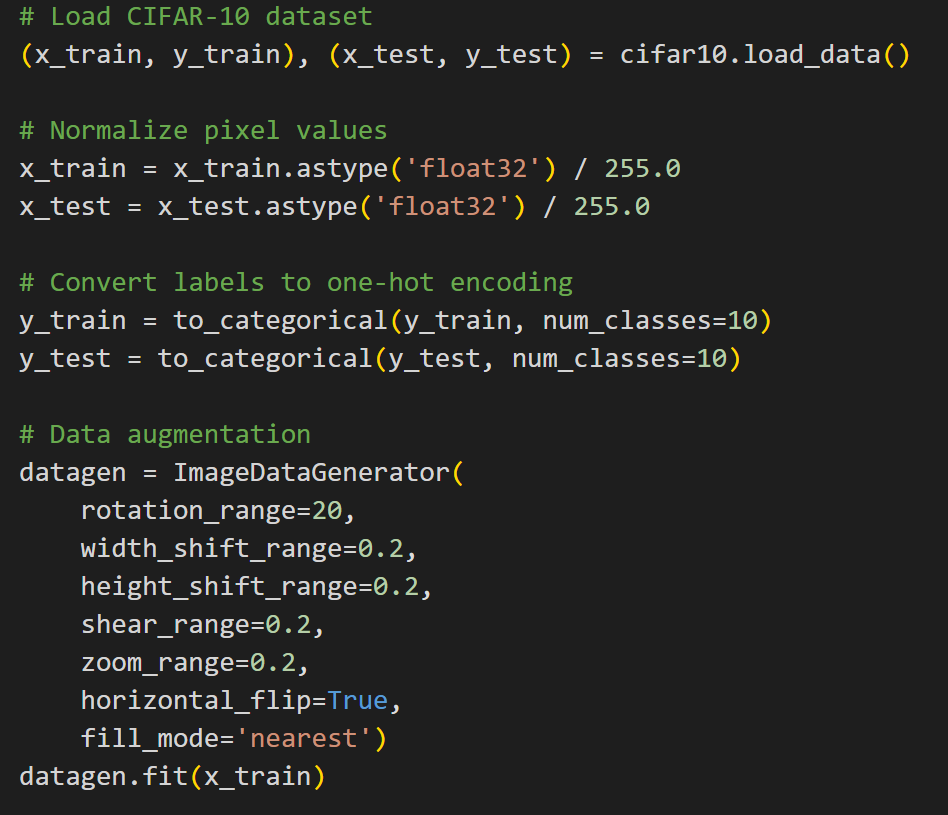 # Load CIFAR-10 dataset
(x_train, y_train), (x_test, y_test) = cifar10.load_data()

# Normalize pixel values
x_train = x_train.astype('float32') / 255.0
x_test = x_test.astype('float32') / 255.0

# Convert labels to one-hot encoding
y_train = to_categorical(y_train, num_classes=10)
y_test = to_categorical(y_test, num_classes=10)

# Data augmentation
datagen = ImageDataGenerator(
    rotation_range=20,
    width_shift_range=0.2,
    height_shift_range=0.2,
    shear_range=0.2,
    zoom_range=0.2,
    horizontal_flip=True,
    fill_mode='nearest')
datagen.fit(x_train)